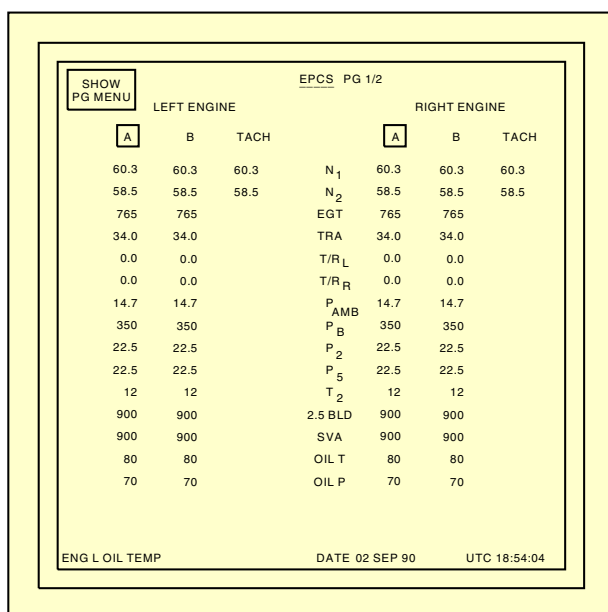 SHOW
PG MENU
EPCS PG 1/2
LEFT ENGINE RIGHT ENGINE
A B TACH A B TACH
60.3 60.3 60.3 N1 60.3 60.3 60.3
58.5 58.5 58.5 N2 58.5 58.5 58.5
765 765 EGT 765 765
34.0 34.0 TRA 34.0 34.0
0.0 0.0 T/RL 0.0 0.0
0.0 0.0 T/RR 0.0 0.0
14.7 14.7 PAMB 14.7 14.7
350 350 PB 350 350
22.5 22.5 P2 22.5 22.5
22.5 22.5 P5 22.5 22.5
12 12 T2 12 12
900 900 2.5 BLD 900 900
900 900 SVA 900 900
80 80 OIL T 80 80
70 70 OIL P 70 70
ENG L OIL TEMP DATE 02 SEP 90 UTC 18:54:04